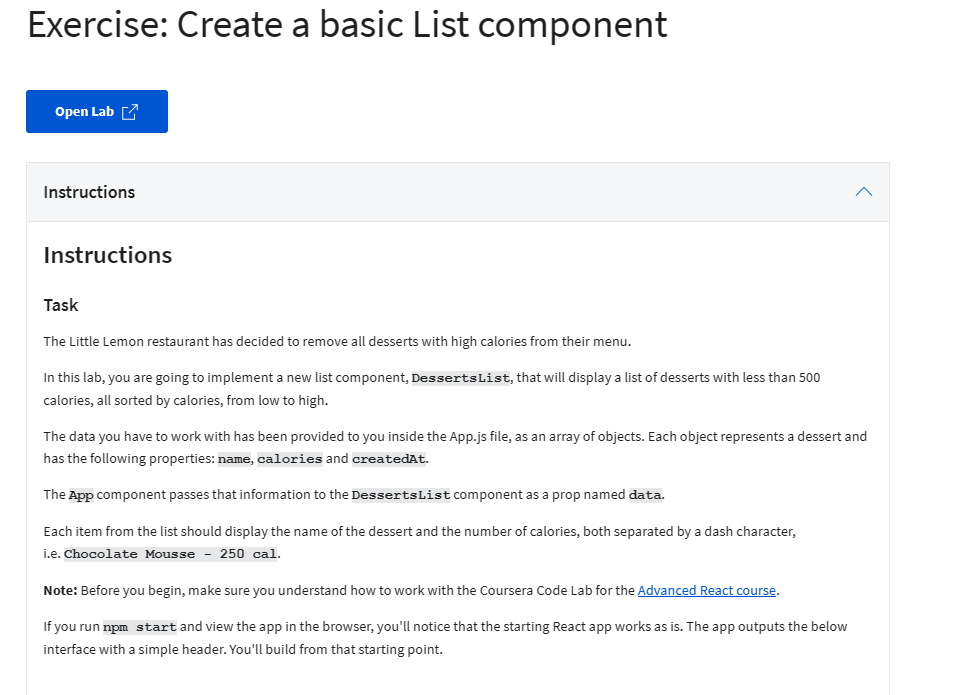 Exercise: Create a basic List component
Open Lab
Instructions
Instructions
Task
The Little Lemon restaurant has decided to remove all desserts with high calories from their menu.
In this lab, you are going to implement a new list component, DessertsList, that will display a list of desserts with less than 500
calories, all sorted by calories, from low to high.
The data you have to work with has been provided to you inside the App.js file, as an array of objects. Each object represents a dessert and
has the following properties: name, calories and createdAt.
The App component passes that information to the DessertsList component as a prop named data.
Each item from the list should display the name of the dessert and the number of calories, both separated by a dash character,
i.e. Chocolate Mousse - 250 cal.
Note: Before you begin, make sure you understand how to work with the Coursera Code Lab for the Advanced React course.
If you run npm start and view the app in the browser, you'll notice that the starting React app works as is. The app outputs the below
interface with a simple header. You'll build from that starting point.